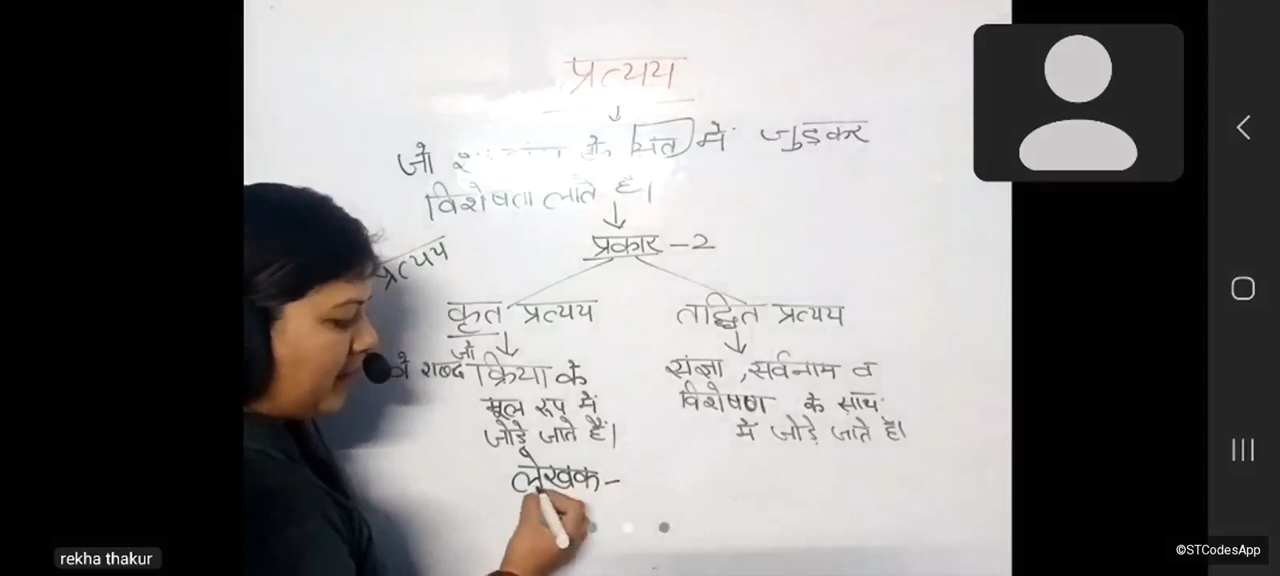 प्रत्यय
जो के अंत में जुड़कर
विशेषता लाते है।
प्रकार -2
प्रत्यय
कृत प्रत्यय
तद्धित प्रत्यय
जो
वे शब्द क्रिया के
मूल रूप में
जोड़े जाते हैं।
लेखक-
संज्ञा ,सर्वनाम व
विशेषण के साथ
में जोड़े जाते है।
rekha thakur
©STCodesApp